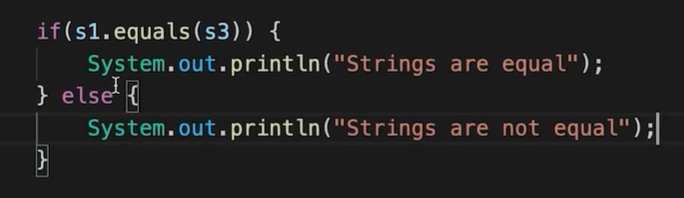 if(s1.equals(s3)) {
    System.out.println("Strings are equal");
} else {
    System.out.println("Strings are not equal");
}